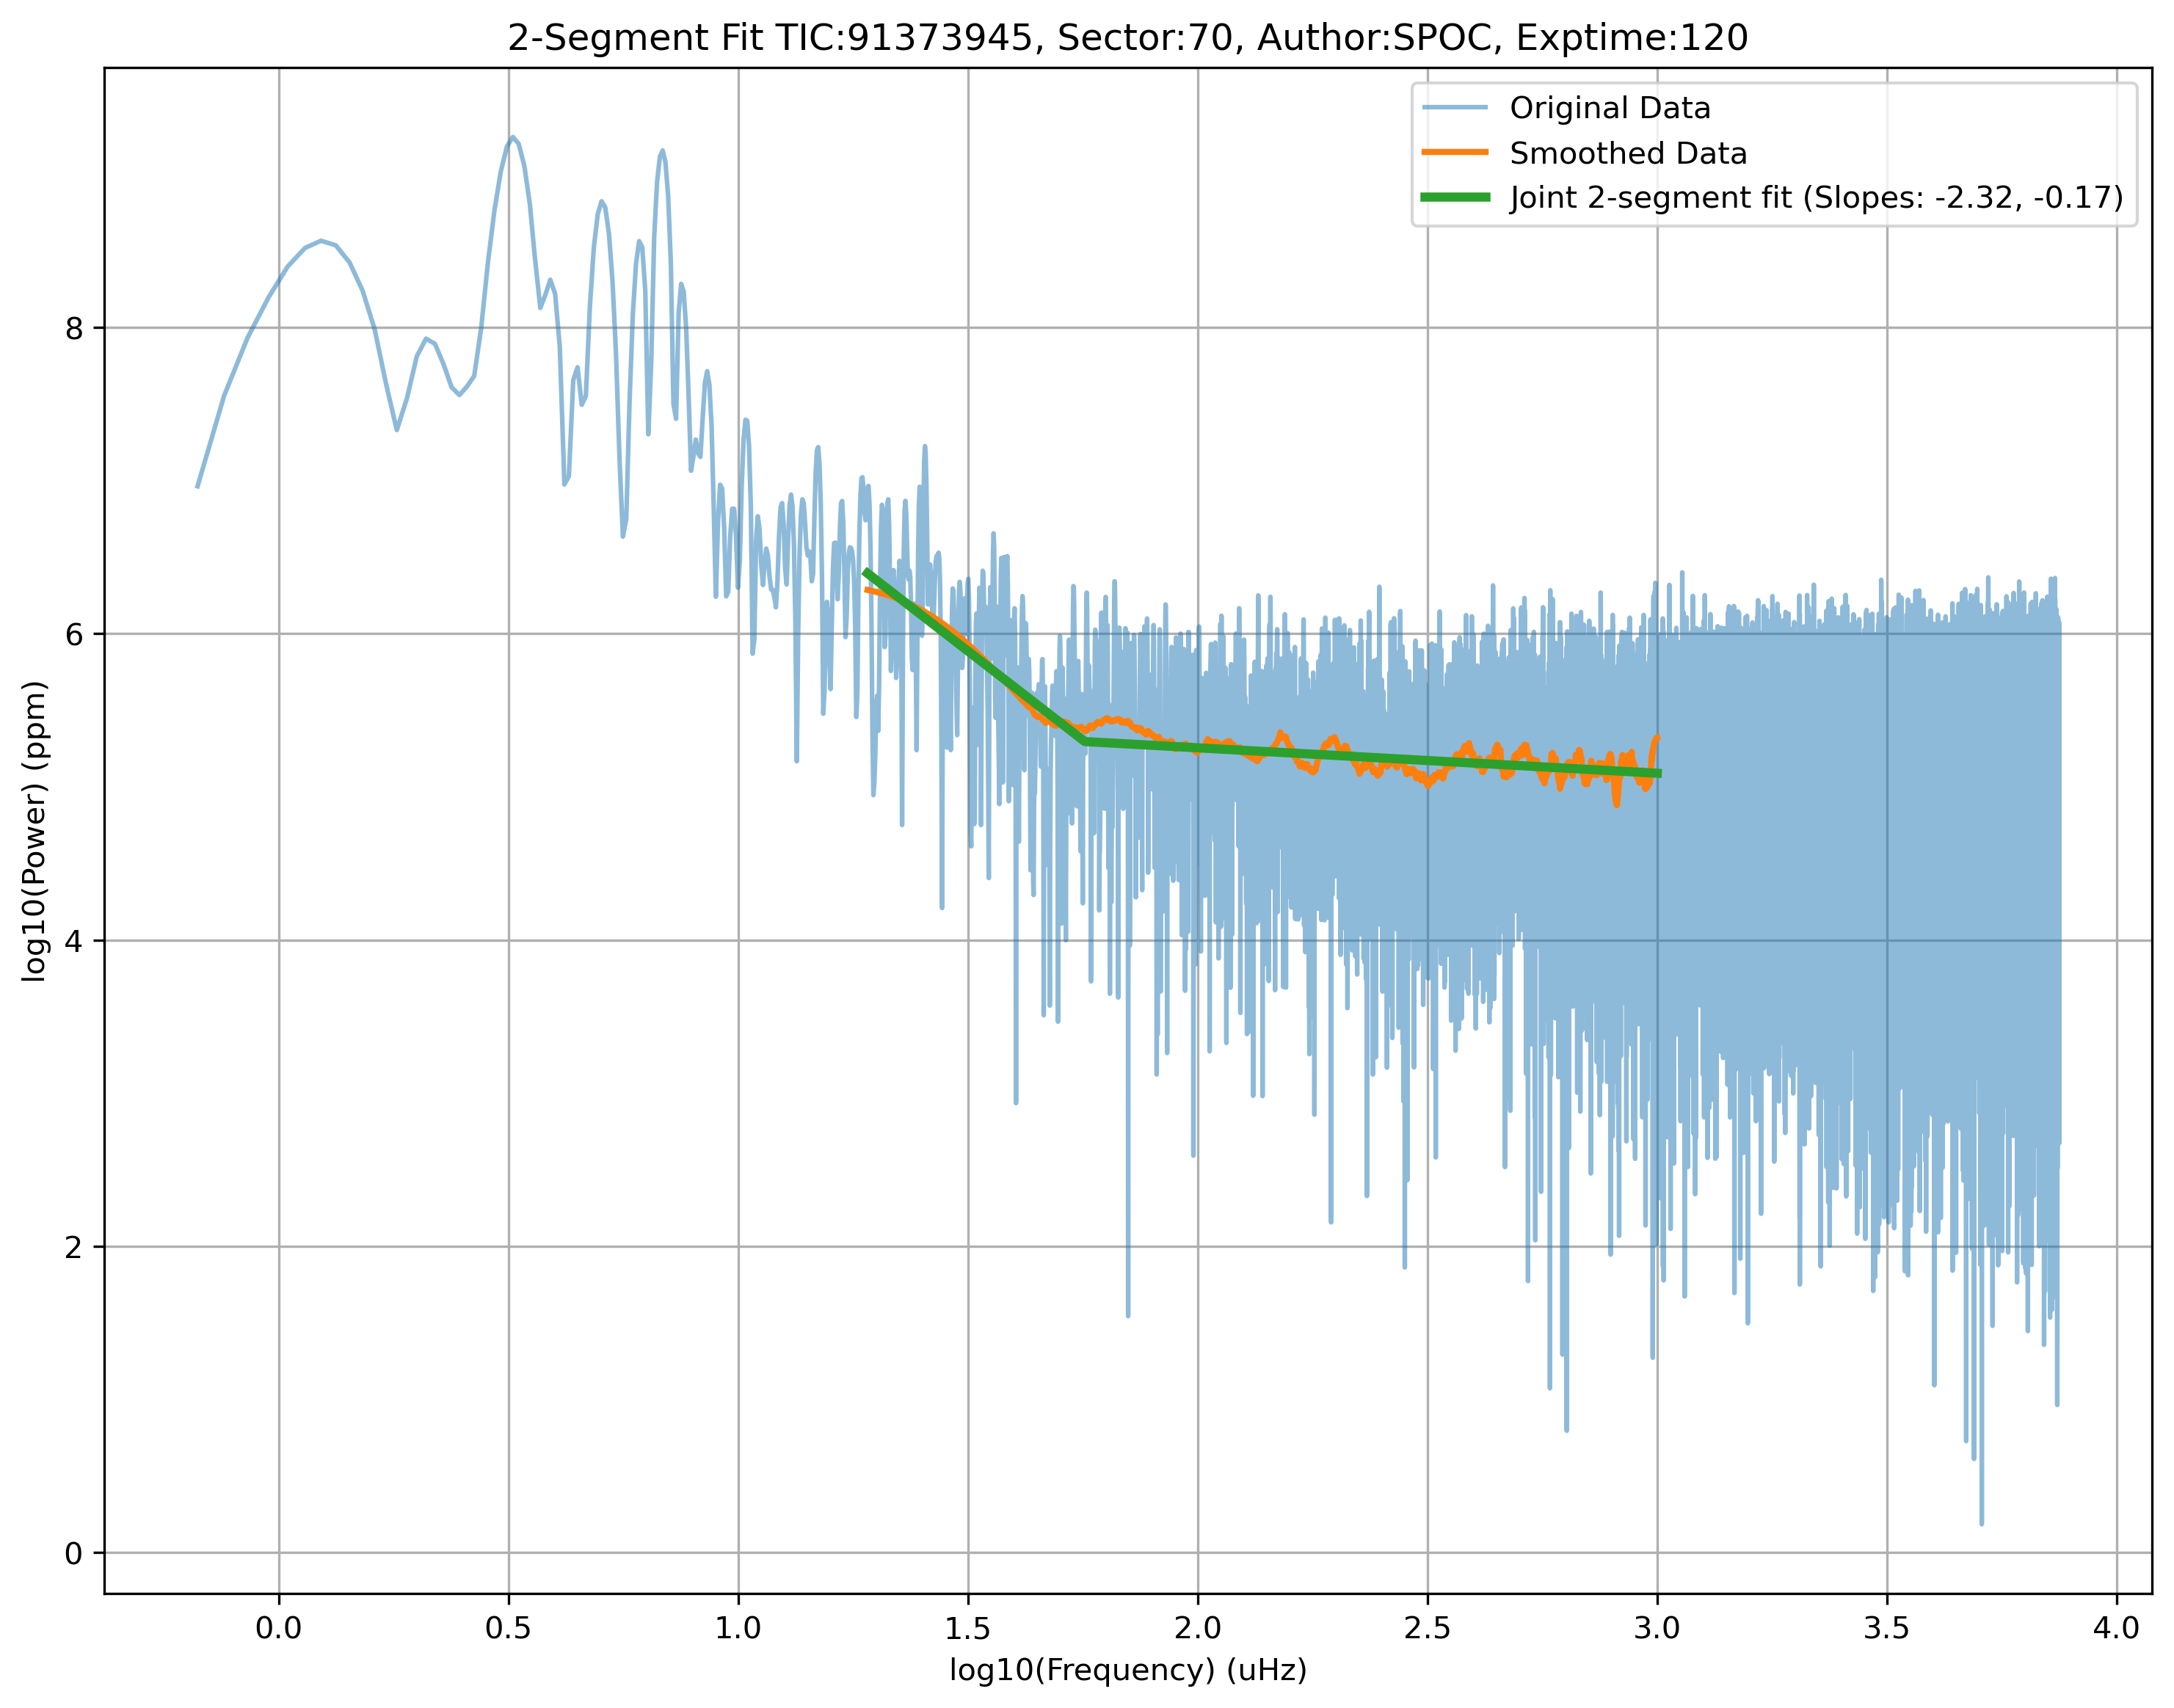 2-Segment Fit TIC:91373945, Sector:70, Author:SPOC, Exptime:120
Original Data
Smoothed Data
Joint 2-segment fit (Slopes: -2.32, -0.17)
log10(Power) (ppm)
8
6
4
2
0
0.0 0.5 1.0 1.5 2.0 2.5 3.0 3.5 4.0
log10(Frequency) (uHz)